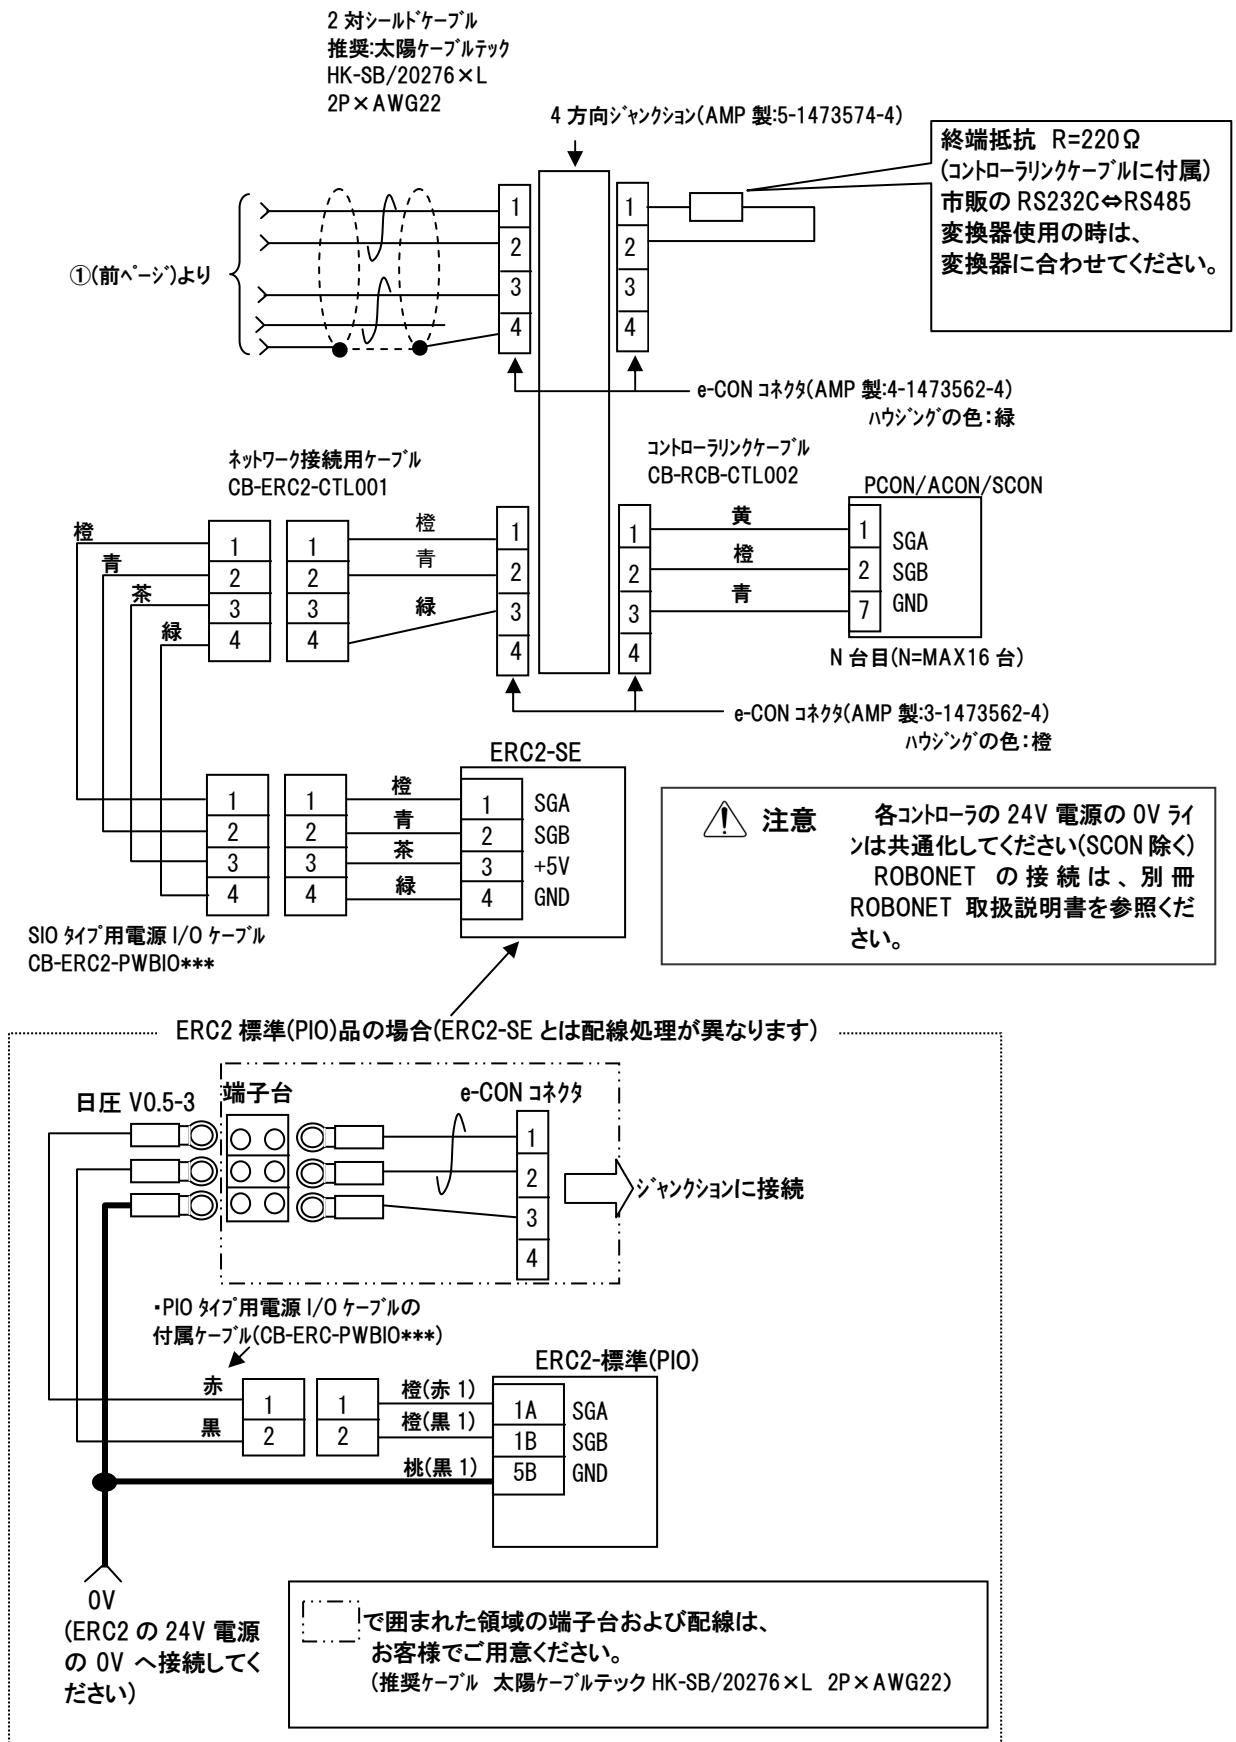 2 対シールドケーブル
推奨:太陽ケーブルテック
HK-SB/20276×L
2P×AWG22
4 方向ジャンクション(AMP 製:5-1473574-4)
終端抵抗 R=220Ω
(コントローラリンクケーブルに付属)
市販の RS232C⇔RS485
変換器使用の時は、
変換器に合わせてください。
①(前ページ)より
1
2
3
4
1
2
3
4
e-CON コネクタ(AMP 製:4-1473562-4)
ハウジングの色:緑
ネットワーク接続用ケーブル
CB-ERC2-CTL001
コントローラリンクケーブル
CB-RCB-CTL002
PCON/ACON/SCON
橙
青
茶
緑
1
2
3
4
1
2
3
4
橙
青
緑
1
2
3
4
1
2
3
4
黄
橙
青
1 SGA
2 SGB
7 GND
N 台目(N=MAX16 台)
e-CON コネクタ(AMP 製:3-1473562-4)
ハウジングの色:橙
ERC2-SE
1
2
3
4
1
2
3
4
橙
青
茶
緑
1 SGA
2 SGB
3 +5V
4 GND
SIO タイプ用電源 I/O ケーブル
CB-ERC2-PWBIO***
注意
各コントローラの 24V 電源の 0V ライ
ンは共通化してください(SCON 除く)
ROBONET の接続は、別冊
ROBONET 取扱説明書を参照くだ
さい。
ERC2 標準(PIO)品の場合(ERC2-SE とは配線処理が異なります)
日圧 V0.5-3
端子台
e-CON コネクタ
1
2
3
4
ジャンクションに接続
・PIO タイプ用電源 I/O ケーブルの
付属ケーブル(CB-ERC-PWBIO***)
ERC2-標準(PIO)
赤
黒
1
2
1
2
橙(赤 1)
橙(黒 1)
桃(黒 1)
1A SGA
1B SGB
5B GND
0V
(ERC2 の 24V 電源
の 0V へ接続してく
ださい)
で囲まれた領域の端子台および配線は、
お客様でご用意ください。
(推奨ケーブル 太陽ケーブルテック HK-SB/20276×L 2P×AWG22)